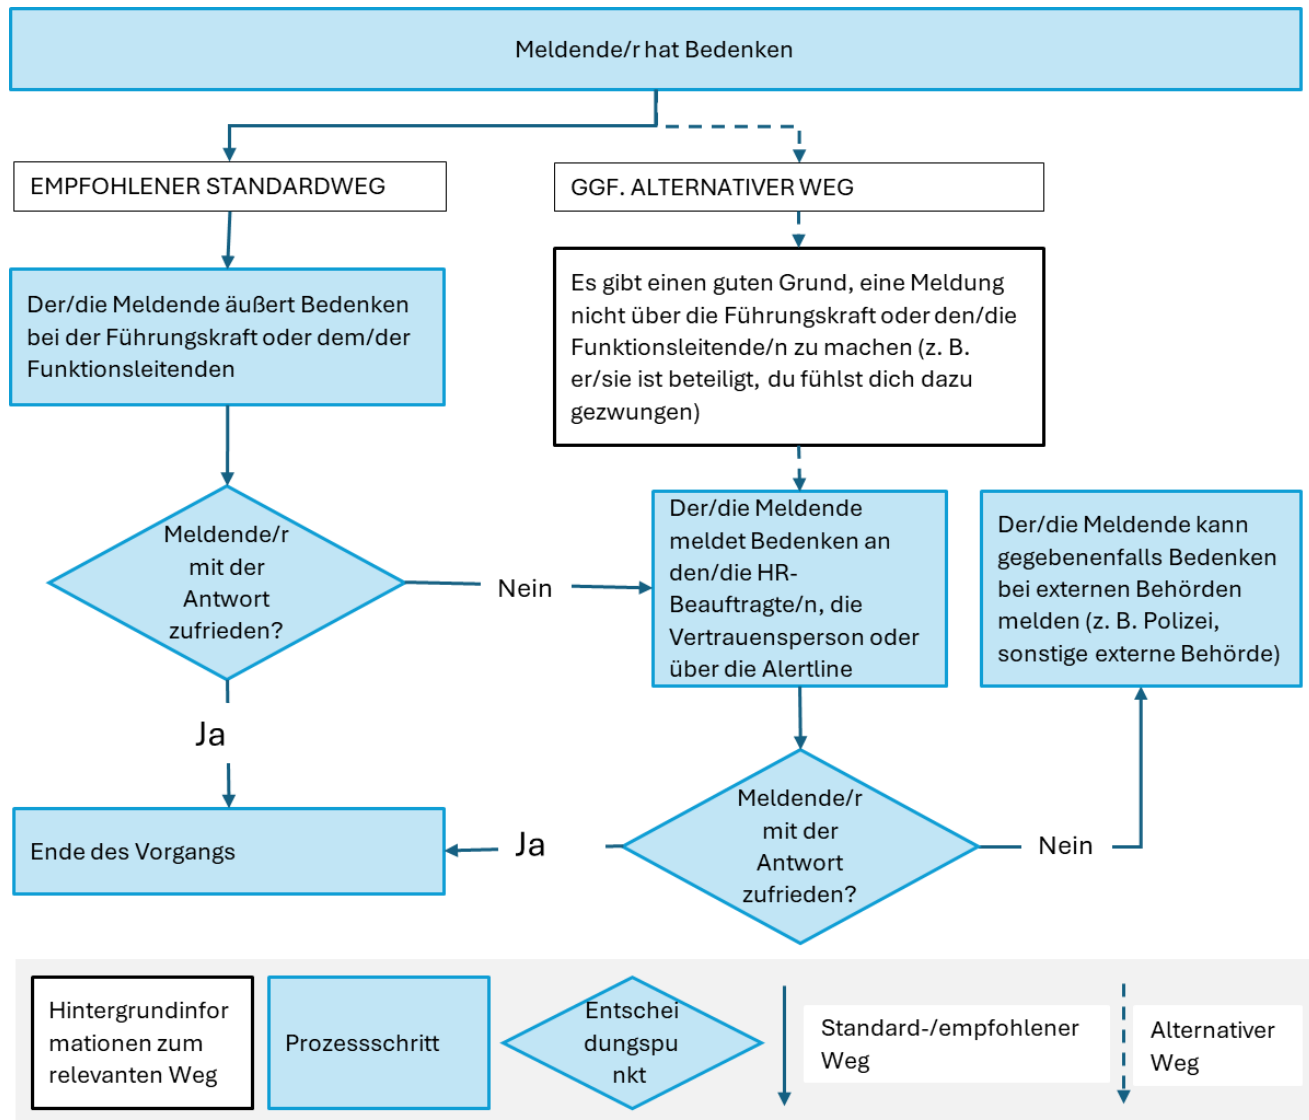 Meldende/r hat Bedenken
EMPFOHLENER STANDARDWEG
GGF. ALTERNATIVER WEG
Der/die Meldende äußert Bedenken
bei der Führungskraft oder dem/der
Funktionsleitenden
Es gibt einen guten Grund, eine Meldung
nicht über die Führungskraft oder den/die
Funktionsleitende/n zu machen (z. B.
er/sie ist beteiligt, du fühlst dich dazu
gezwungen)
Meldende/r
mit der
Antwort
zufrieden?
Nein
Der/die Meldende
meldet Bedenken an
den/die HR-
Beauftragte/n, die
Vertrauensperson oder
über die Alertline
Der/die Meldende kann
gegebenenfalls Bedenken
bei externen Behörden
melden (z. B. Polizei,
sonstige externe Behörde)
Ja
Ende des Vorgangs
Ja
Meldende/r
mit der
Antwort
zufrieden?
Nein
Hintergrundinfor
mationen zum
relevanten Weg
Prozessschritt
Entschei
dungspu
nkt
Standard-/empfohlener
Weg
Alternativer
Weg